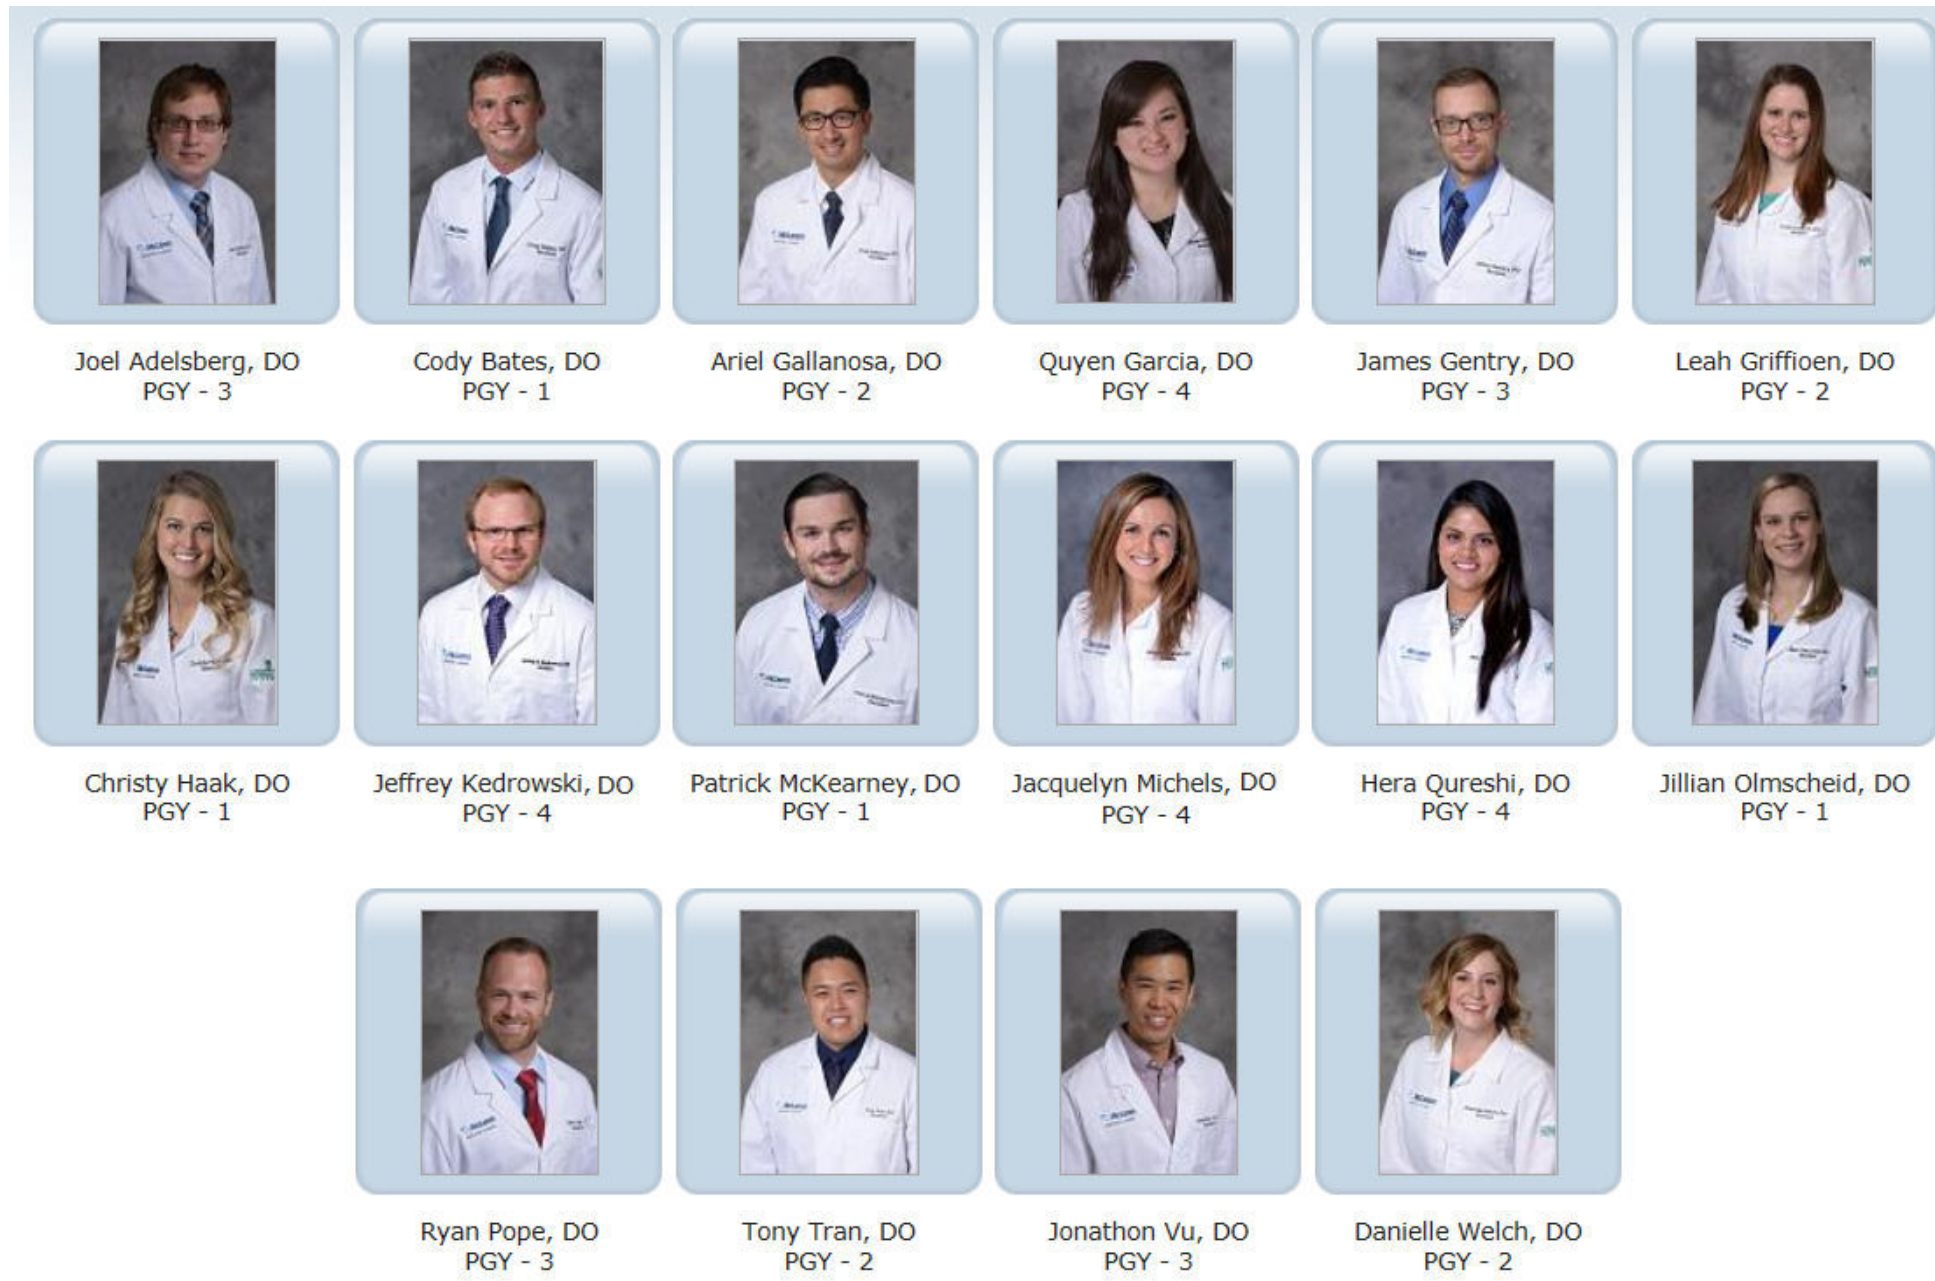 Joel Adelsberg, DO
PGY - 3
Cody Bates, DO
PGY - 1
Ariel Gallanosa, DO
PGY - 2
Quyen Garcia, DO
PGY - 4
James Gentry, DO
PGY - 3
Leah Griffioen, DO
PGY - 2
Christy Haak, DO
PGY - 1
Jeffrey Kedrowski, DO
PGY - 4
Patrick McKearney, DO
PGY - 1
Jacquelyn Michels, DO
PGY - 4
Hera Qureshi, DO
PGY - 4
Jillian Olmscheid, DO
PGY - 1
Ryan Pope, DO
PGY - 3
Tony Tran, DO
PGY - 2
Jonathon Vu, DO
PGY - 3
Danielle Welch, DO
PGY - 2